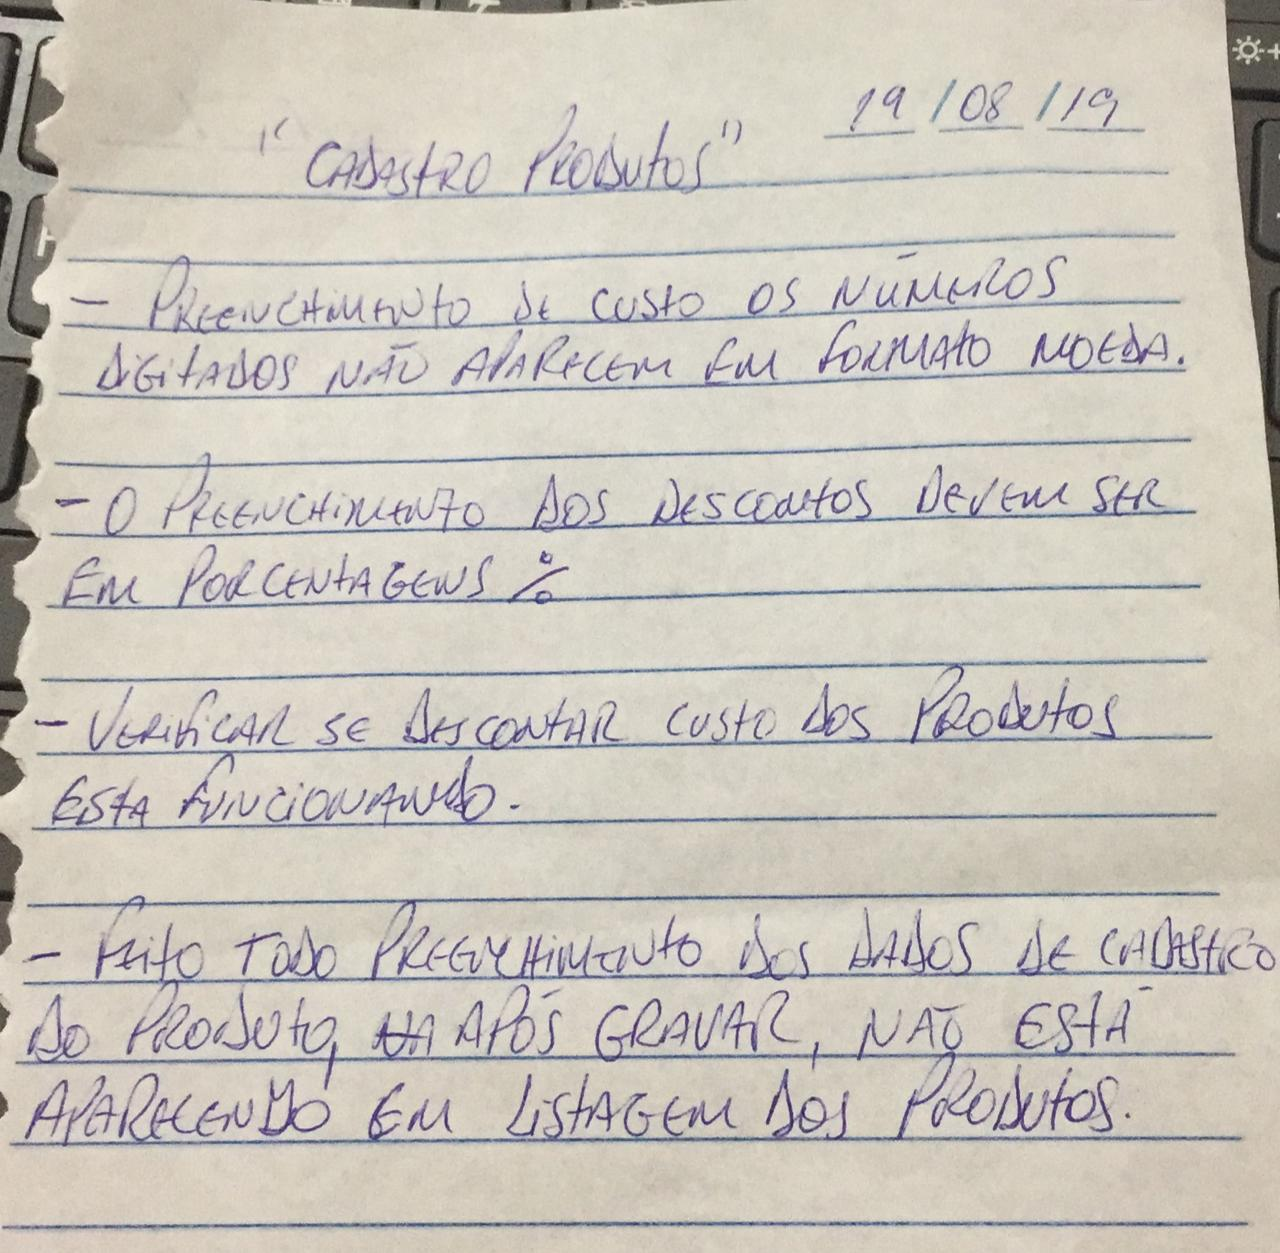 19/08/19
"CADASTRO PRODUTOS"
- PREENCHIMENTO DE CUSTO OS NÚMEROS
DIGITADOS NÃO APARECEM EM FORMATO MOEDA.
- O PREENCHIMENTO DOS DESCONTOS DEVEM SER
EM PORCENTAGENS %
- VERIFICAR SE DESCONTAR CUSTO DOS PRODUTOS
ESTA FUNCIONANDO.
- FEITO TODO PREENCHIMENTO DOS DADOS DE CADASTRO
DO PRODUTO, APÓS GRAVAR, NÃO ESTÁ
APARECENDO EM LISTAGEM DOS PRODUTOS.